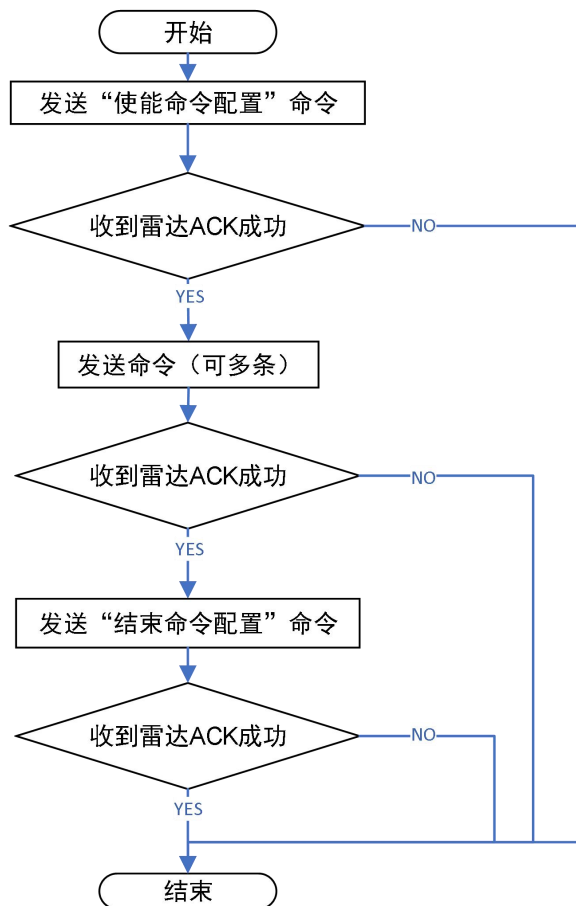 开始
发送“使能命令配置”命令
收到雷达ACK成功
NO
YES
发送命令（可多条）
收到雷达ACK成功
NO
YES
发送“结束命令配置”命令
收到雷达ACK成功
NO
YES
结束